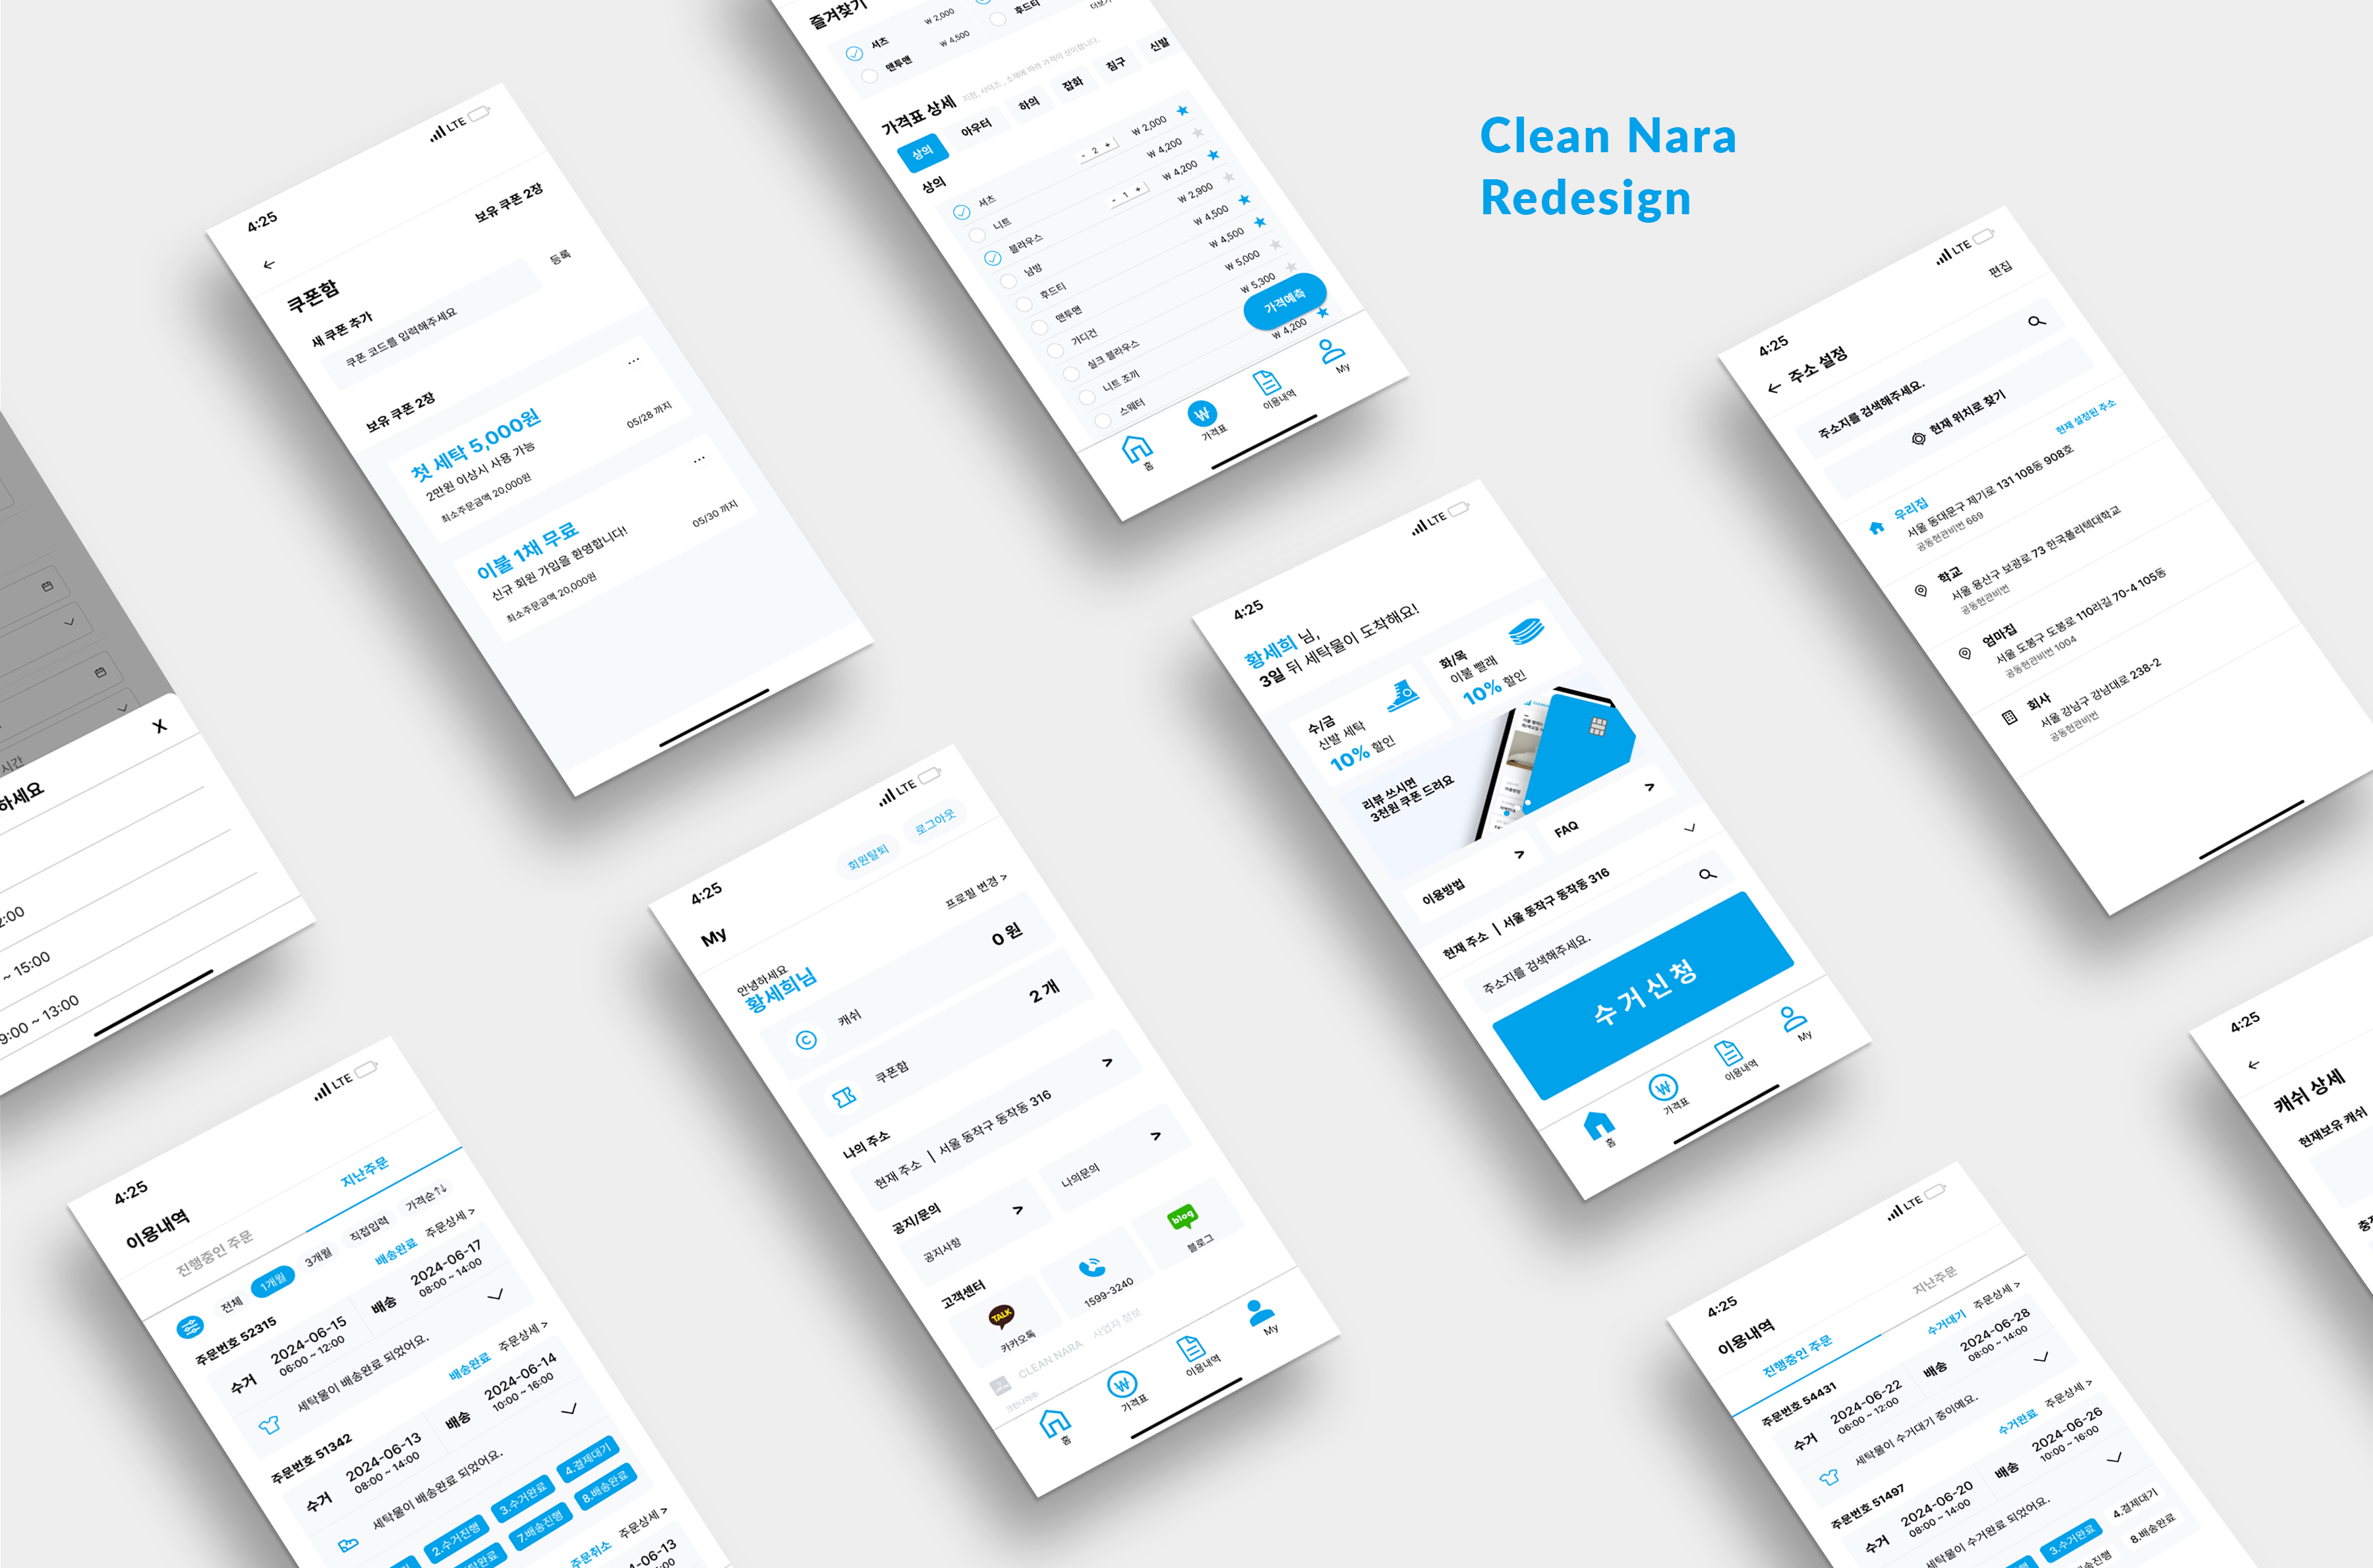 Clean Nara
Redesign
4:25
LTE
보유 쿠폰 2장
쿠폰함
새 쿠폰 추가
쿠폰 코드를 입력해주세요
등록
보유 쿠폰 2장
첫 세탁 5,000원
2만원 이상시 사용 가능
최소주문금액 20,000원
05/28 까지
이불 1채 무료
신규 회원 가입을 환영합니다!
최소주문금액 20,000원
05/30 까지
즐겨찾기
셔츠
₩ 2,000
후드티
맨투맨
₩ 4,500
더보기
가격표 상세
지점, 사이즈, 소재에 따라 가격이 상이합니다.
상의
아우터
하의
잡화
침구
신발
상의
셔츠
- 2 +
₩ 2,000
니트
₩ 4,200
블라우스
- 1 +
₩ 4,200
남방
₩ 2,900
후드티
₩ 4,500
맨투맨
₩ 4,500
가디건
₩ 5,000
실크 블라우스
₩ 5,300
니트 조끼
스웨터
₩ 4,200
가격예측
홈
가격표
이용내역
My
4:25
LTE
편집
주소 설정
주소지를 검색해주세요.
현재 위치로 찾기
현재 설정된 주소
우리집
서울 동대문구 제기로 131 108동 908호
공동현관비번 669
학교
서울 용산구 보광로 73 한국폴리텍대학교
공동현관비번
엄마집
서울 도봉구 도봉로 110라길 70-4 105동
공동현관비번 1004
회사
서울 강남구 강남대로 238-2
공동현관비번
시간
하세요
X
2:00
~ 15:00
9:00 ~ 13:00
4:25
LTE
황세희 님,
3일 뒤 세탁물이 도착해요!
수/금
신발 세탁
10% 할인
화/목
이불 빨래
10% 할인
리뷰 쓰시면
3천원 쿠폰 드려요
이용방법 >
FAQ >
현재 주소 | 서울 동작구 동작동 316
주소지를 검색해주세요.
수거신청
홈
가격표
이용내역
My
4:25
LTE
회원탈퇴
로그아웃
My
프로필 변경 >
안녕하세요
황세희님
캐쉬
0 원
쿠폰함
2 개
나의 주소
현재 주소 | 서울 동작구 동작동 316
>
공지/문의
공지사항 >
나의문의 >
고객센터
TALK
카카오톡
1599-3240
blog
블로그
CLEAN NARA
사업자 정보
크린나라㈜
홈
가격표
이용내역
My
4:25
LTE
이용내역
진행중인 주문
지난주문
전체
1개월
3개월
직접입력
가격순↑↓
주문번호 52315
배송완료
주문상세 >
수거
2024-06-15
06:00 ~ 12:00
배송
2024-06-17
08:00 ~ 14:00
세탁물이 배송완료 되었어요.
주문번호 51342
배송완료
주문상세 >
수거
2024-06-13
08:00 ~ 14:00
배송
2024-06-14
10:00 ~ 16:00
세탁물이 배송완료 되었어요.
2.수거진행
3.수거완료
4.결제대기
7.배송진행
8.배송완료
주문취소
주문상세 >
4-06-13
4:25
LTE
이용내역
진행중인 주문
지난주문
주문번호 54431
수거대기
주문상세 >
수거
2024-06-22
06:00 ~ 12:00
배송
2024-06-28
08:00 ~ 14:00
세탁물이 수거대기 중이에요.
주문번호 51497
수거완료
주문상세 >
수거
2024-06-20
08:00 ~ 14:00
배송
2024-06-26
10:00 ~ 16:00
세탁물이 수거완료 되었어요.
3.수거완료
4.결제대기
8.배송완료
4:25
캐쉬 상세
현재보유 캐쉬